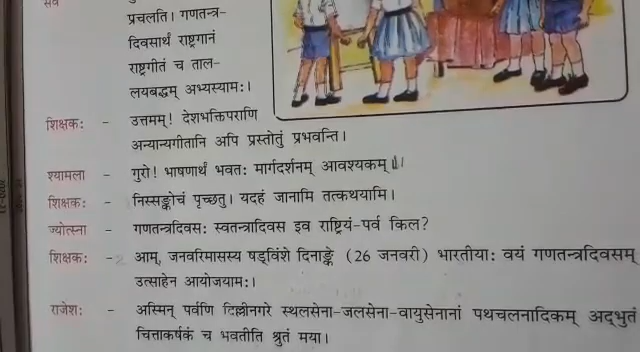 सर्वे
प्रचलति। गणतन्त्र-
दिवसार्थं राष्ट्रगानं
राष्ट्रगीतं च ताल-
लयबद्धम् अभ्यस्यामः।
शिक्षकः - उत्तमम्! देशभक्तिपराणि
अन्यान्यगीतानि अपि प्रस्तोतुं प्रभवन्ति।
श्यामला - गुरो! भाषणार्थं भवतः मार्गदर्शनम् आवश्यकम्।
शिक्षकः - निस्सङ्कोचं पृच्छतु। यदहं जानामि तत्कथयामि।
ज्योत्स्ना - गणतन्त्रदिवसः स्वतन्त्रादिवस इव राष्ट्रियं-पर्व किल?
शिक्षकः - आम्, जनवरिमासस्य षड्विंशे दिनाङ्के (26 जनवरी) भारतीयाः वयं गणतन्त्रदिवसम्
उत्साहेन आयोजयामः।
राजेशः - अस्मिन् पर्वणि दिल्लीनगरे स्थलसेना-जलसेना-वायुसेनानां पथचलनादिकम् अद्भुतं
चित्ताकर्षकं च भवतीति श्रुतं मया।